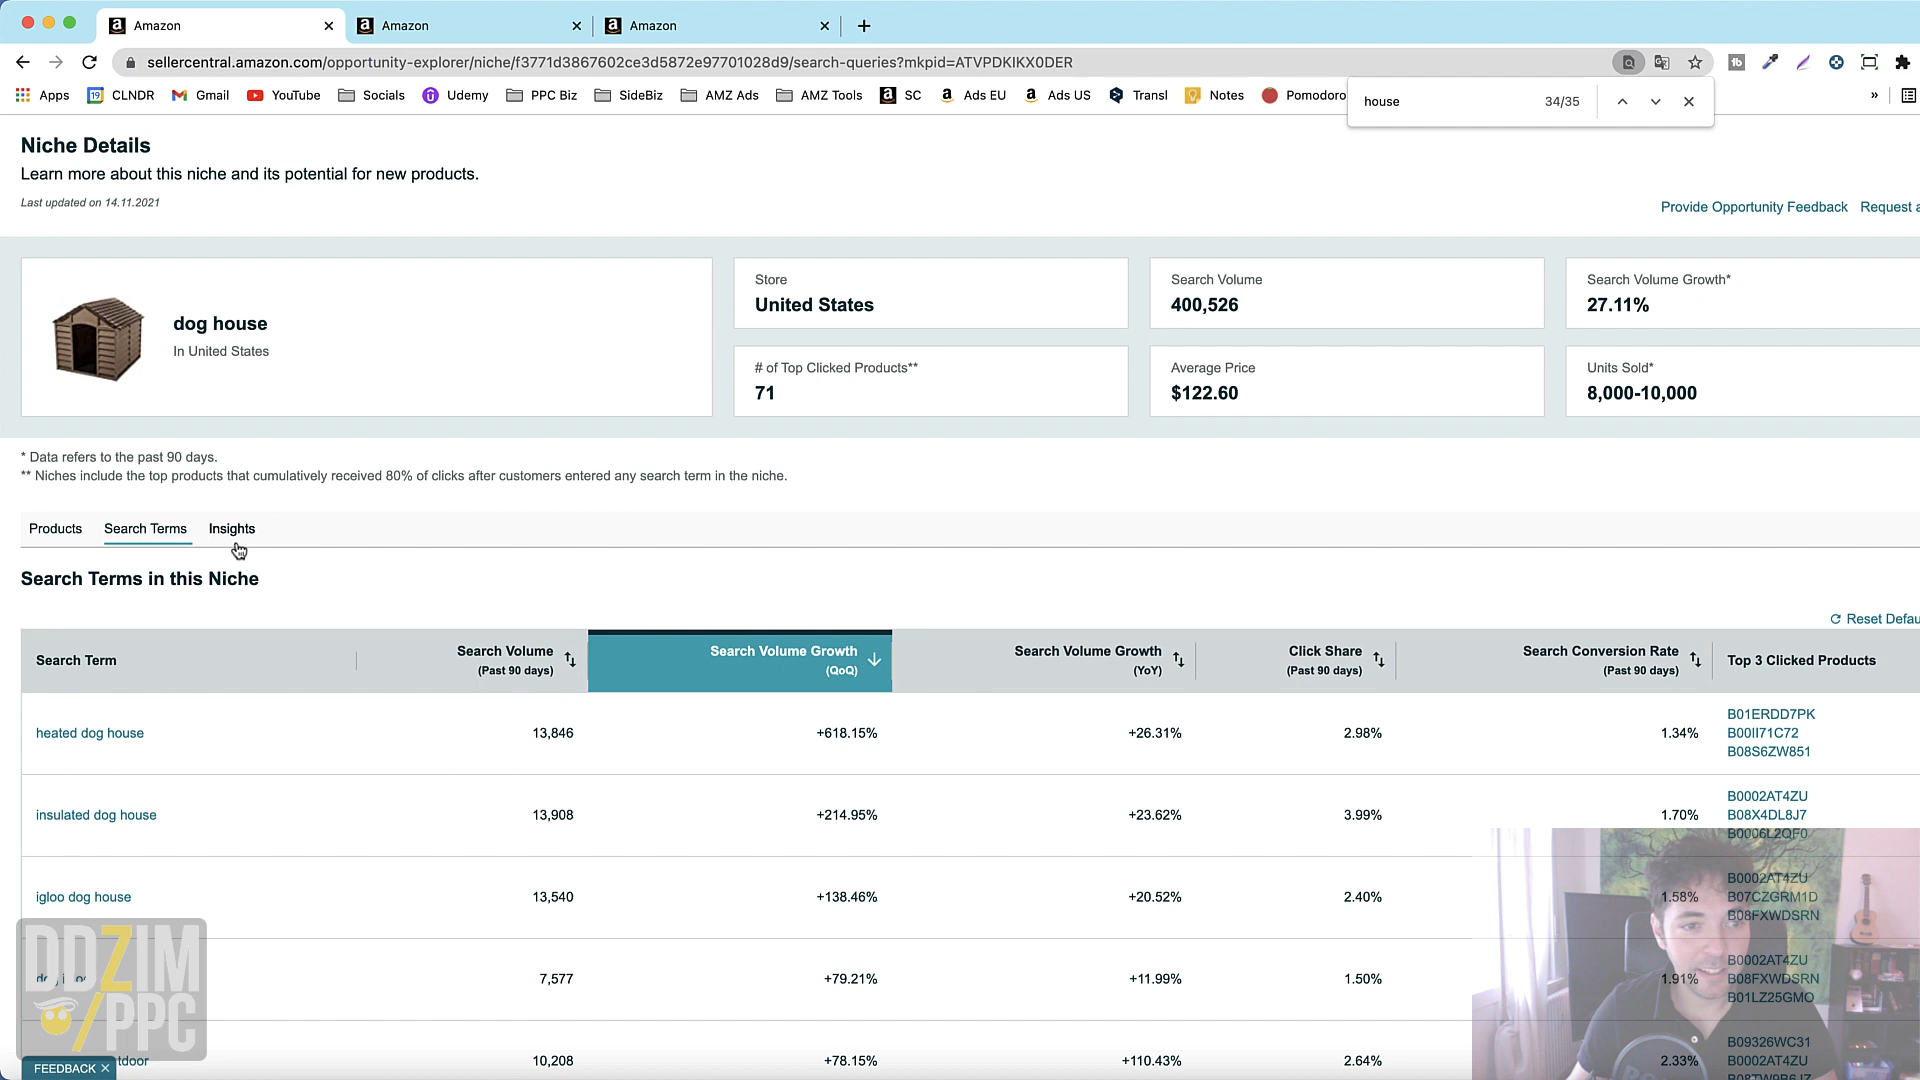 Amazon
Amazon
Amazon
sellercentral.amazon.com/opportunity-explorer/niche/f3771d3867602ce3d5872e97701028d9/search-queries?mkpid=ATVPDKIKX0DER
Apps
19
CLNDR
Gmail
YouTube
Socials
Udemy
PPC Biz
SideBiz
AMZ Ads
AMZ Tools
SC
Ads EU
Ads US
Transl
Notes
Pomodoro
»
house
34/35
Niche Details
Learn more about this niche and its potential for new products.
Last updated on 14.11.2021
Provide Opportunity Feedback
Request a
dog house
In United States
Store
United States
Search Volume
400,526
Search Volume Growth*
27.11%
# of Top Clicked Products**
71
Average Price
$122.60
Units Sold*
8,000-10,000
* Data refers to the past 90 days.
** Niches include the top products that cumulatively received 80% of clicks after customers entered any search term in the niche.
Products
Search Terms
Insights
Search Terms in this Niche
Reset Defau
Search Term
Search Volume
(Past 90 days)
Search Volume Growth
(QoQ)
Search Volume Growth
(YoY)
Click Share
(Past 90 days)
Search Conversion Rate
(Past 90 days)
Top 3 Clicked Products
heated dog house
13,846
+618.15%
+26.31%
2.98%
1.34%
B01ERDD7PK
B00II71C72
B08S6ZW851
insulated dog house
13,908
+214.95%
+23.62%
3.99%
1.70%
B0002AT4ZU
B08X4DL8J7
B0006L2QF0
igloo dog house
13,540
+138.46%
+20.52%
2.40%
1.58%
B0002AT4ZU
B07CZGRM1D
B08FXWDSRN
7,577
+79.21%
+11.99%
1.50%
1.91%
B0002AT4ZU
B08FXWDSRN
B01LZ25GMO
tdoor
10,208
+78.15%
+110.43%
2.64%
2.33%
B09326WC31
B0002AT4ZU
DDZIM
/PPC
FEEDBACK